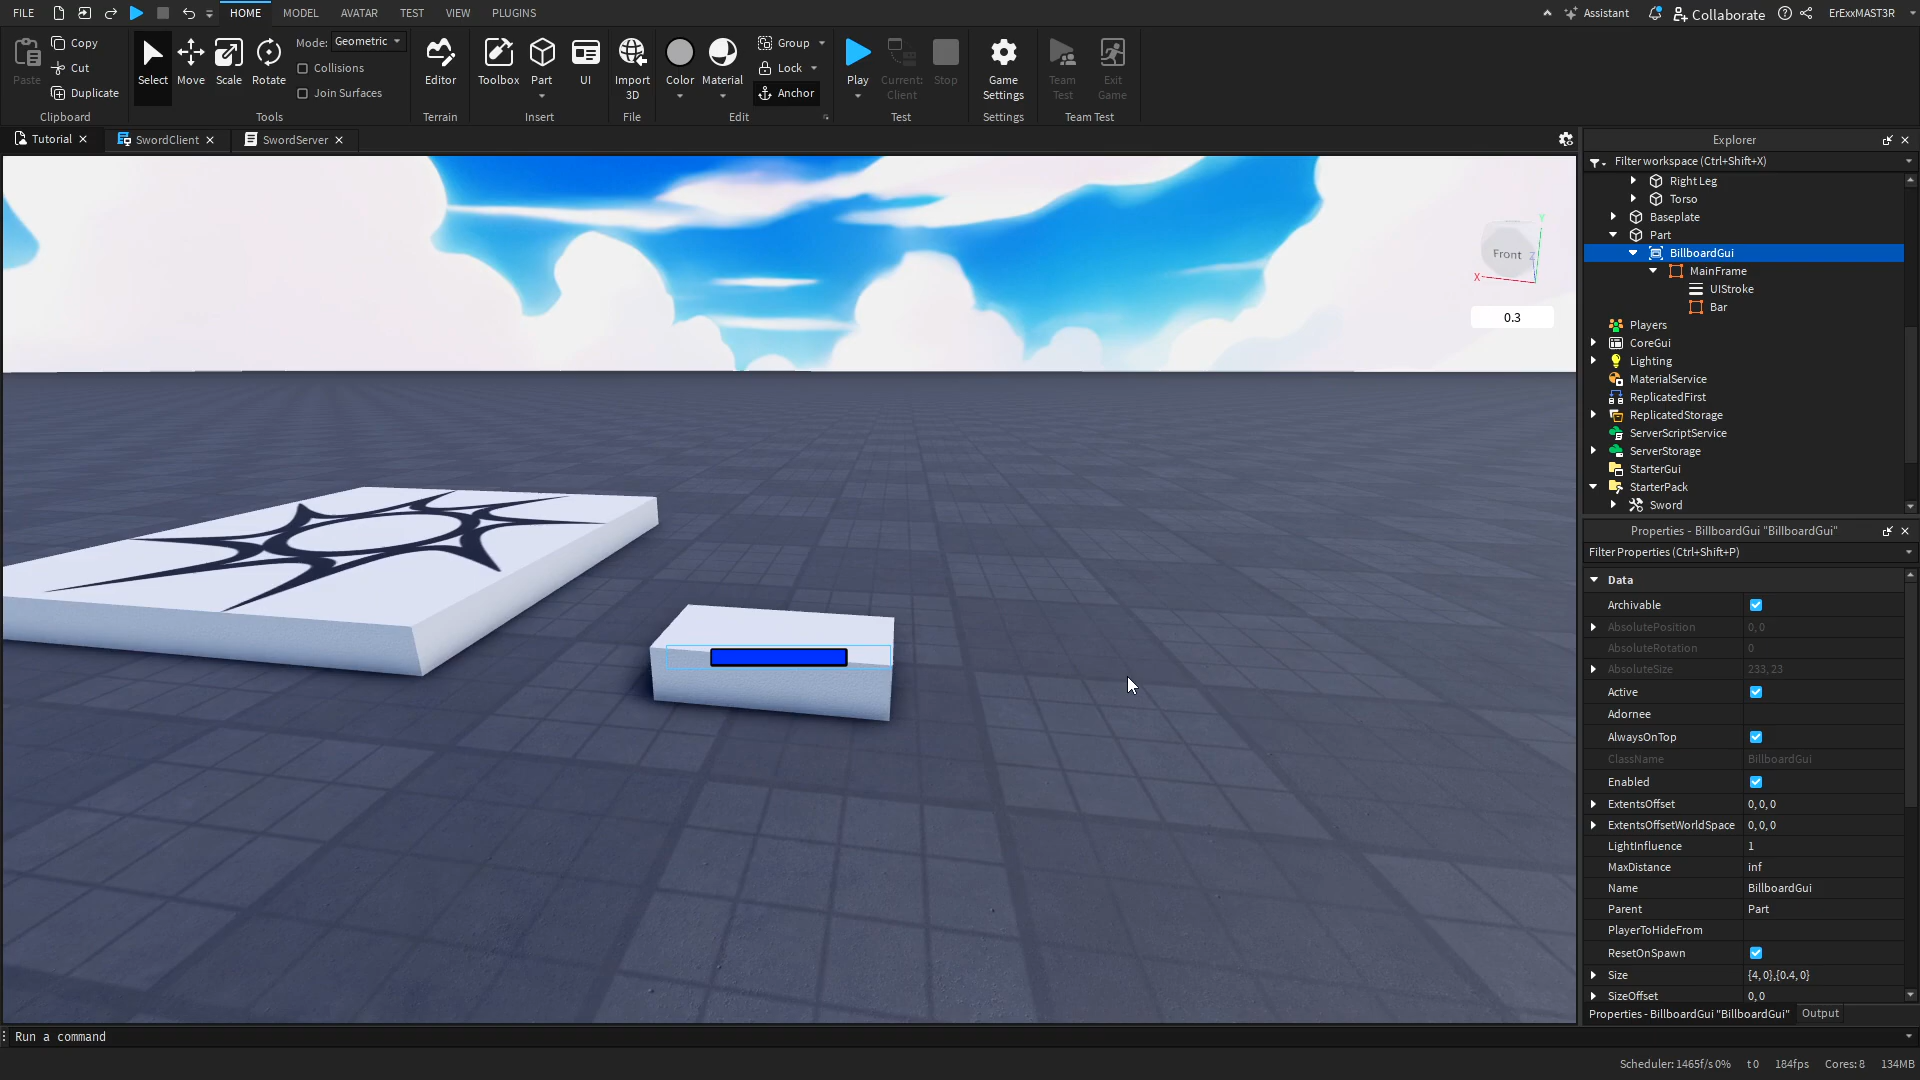 FILE HOME MODEL AVATAR TEST VIEW PLUGINS Assistant Collaborate ErExxMAST3R
Paste Copy Cut Duplicate
Select Move Scale Rotate
Mode: Geometric
Collisions
Join Surfaces
Editor
Toolbox Part UI
Import 3D
Color Material
Group
Lock
Anchor
Play Current: Client Stop
Game Settings
Team Test Exit Game
Clipboard Tools Terrain Insert File Edit Test Settings Team Test
Tutorial SwordClient SwordServer
Front
X Y Z
0.3
Explorer
Filter workspace (Ctrl+Shift+X)
Right Leg
Torso
Baseplate
Part
BillboardGui
MainFrame
UIStroke
Bar
Players
CoreGui
Lighting
MaterialService
ReplicatedFirst
ReplicatedStorage
ServerScriptService
ServerStorage
StarterGui
StarterPack
Sword
Properties - BillboardGui "BillboardGui"
Filter Properties (Ctrl+Shift+P)
Data
Archivable
AbsolutePosition 0, 0
AbsoluteRotation 0
AbsoluteSize 233, 23
Active
Adornee
AlwaysOnTop
ClassName BillboardGui
Enabled
ExtentsOffset 0, 0, 0
ExtentsOffsetWorldSpace 0, 0, 0
LightInfluence 1
MaxDistance inf
Name BillboardGui
Parent Part
PlayerToHideFrom
ResetOnSpawn
Size {4, 0},{0.4, 0}
SizeOffset 0, 0
Properties - BillboardGui "BillboardGui" Output
Run a command
Scheduler: 1465f/s 0% t 0 184fps Cores: 8 134MB